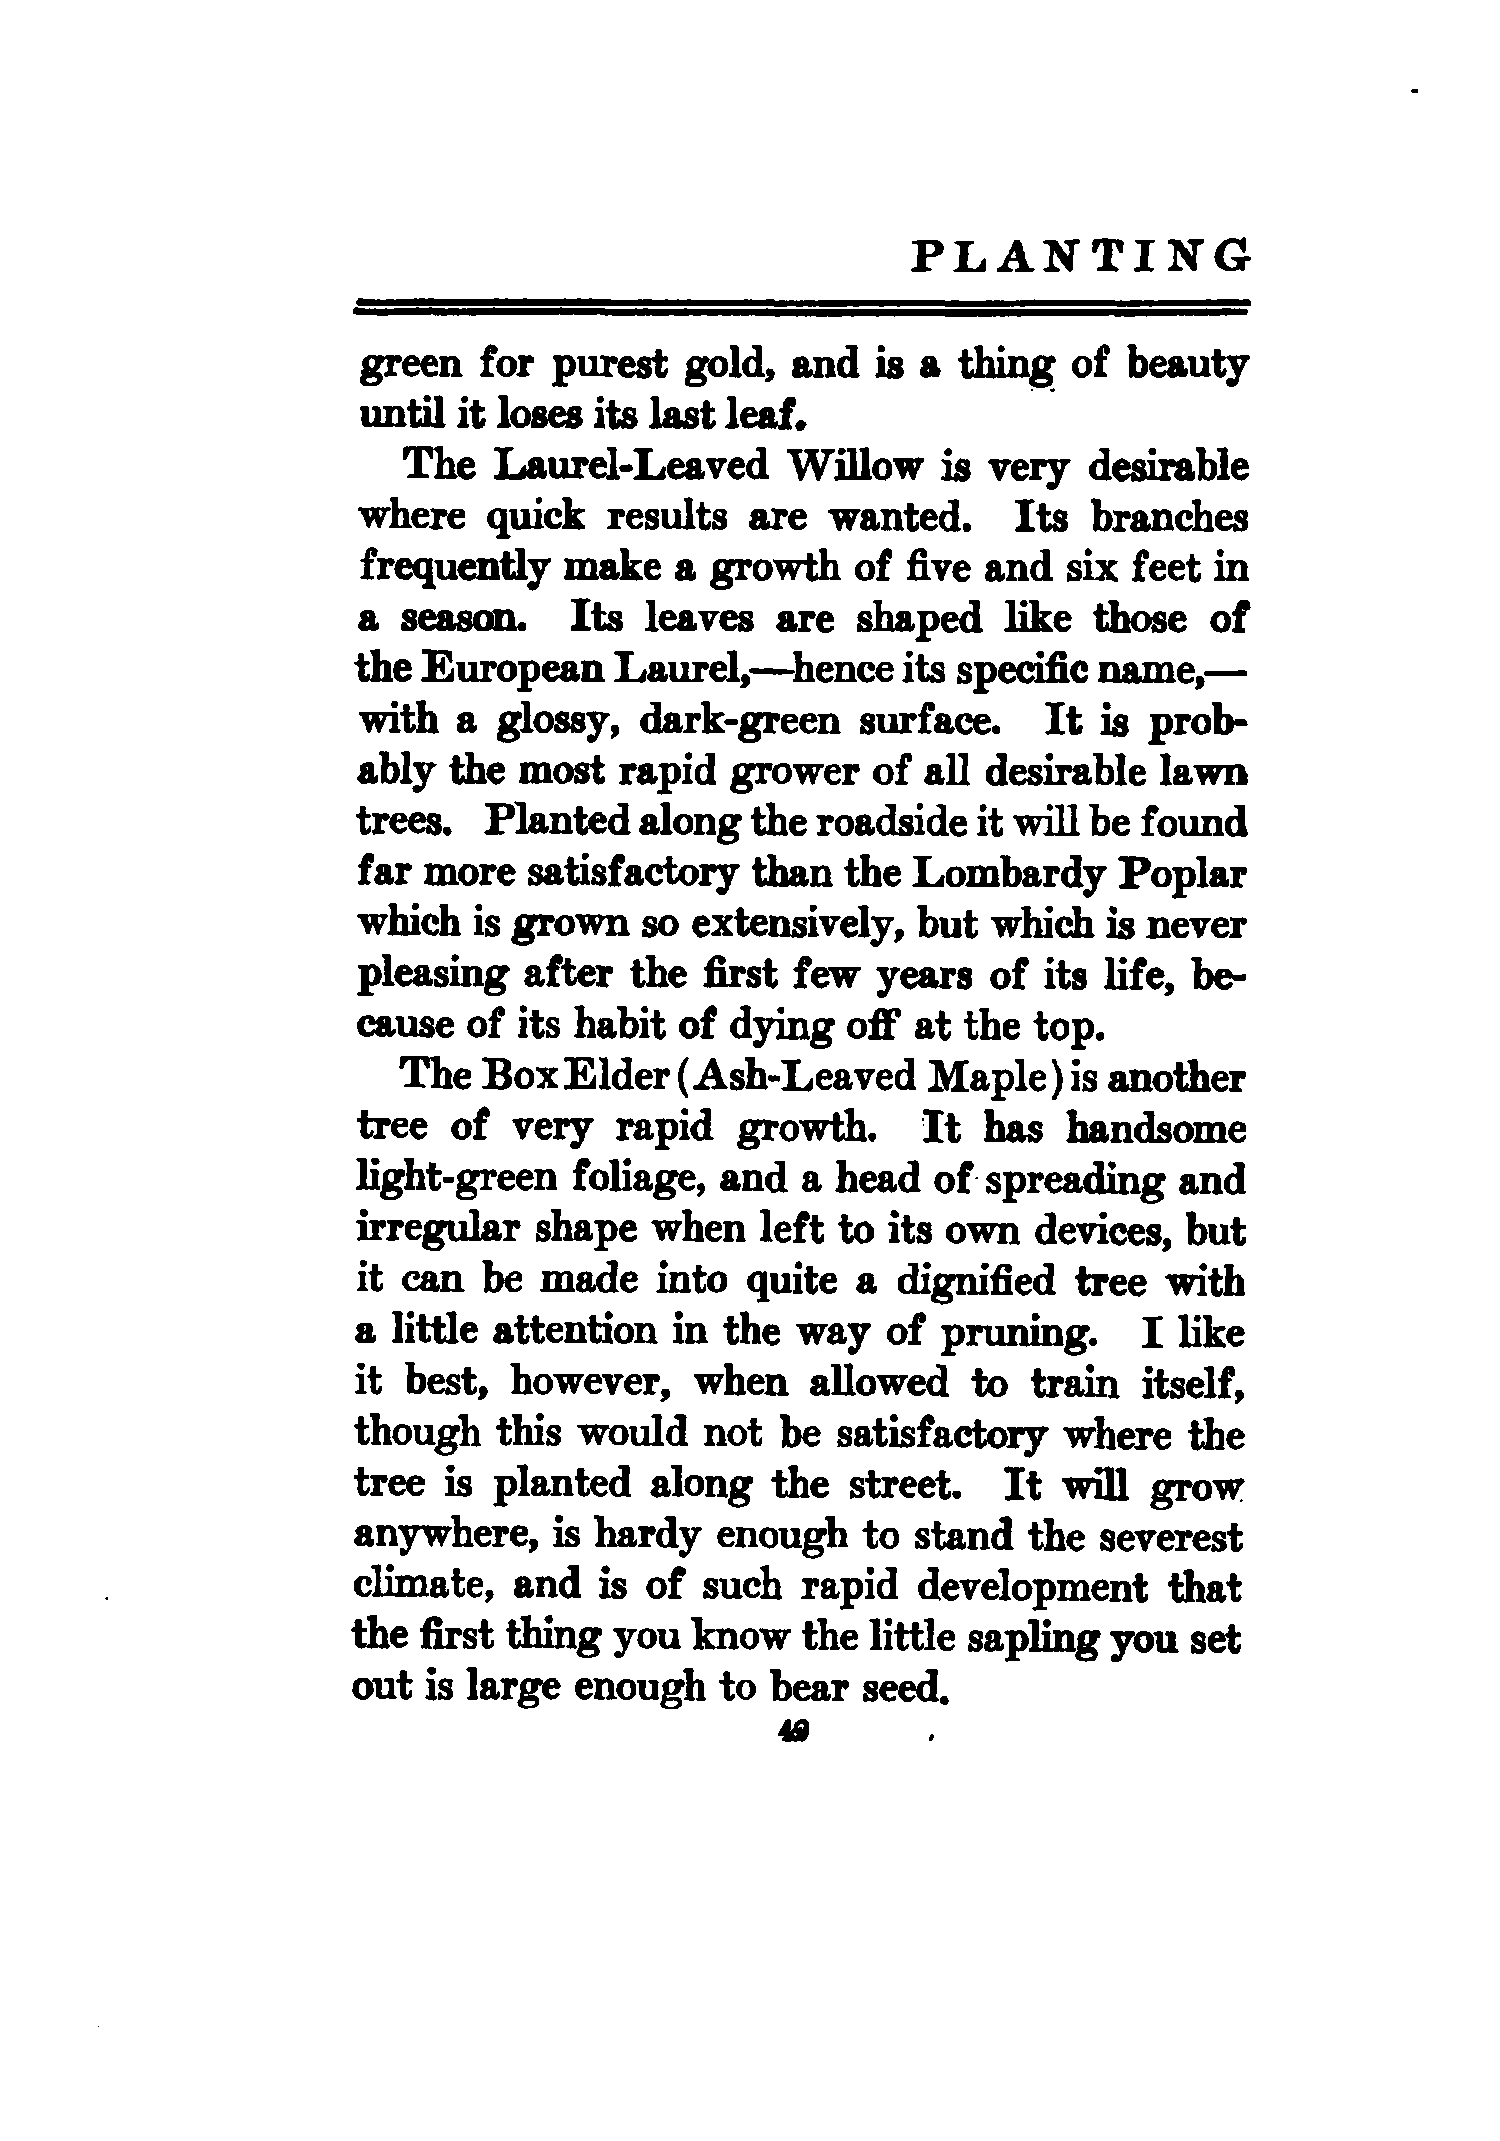 PLANTING
green for purest gold, and is a thing of beauty
until it loses its last leaf.
The Laurel-Leaved Willow is very desirable
where quick results are wanted. Its branches
frequently make a growth of five and six feet in
a season. Its leaves are shaped like those of
the European Laurel,—hence its specific name,—
with a glossy, dark-green surface. It is prob-
ably the most rapid grower of all desirable lawn
trees. Planted along the roadside it will be found
far more satisfactory than the Lombardy Poplar
which is grown so extensively, but which is never
pleasing after the first few years of its life, be-
cause of its habit of dying off at the top.
The Box Elder (Ash-Leaved Maple) is another
tree of very rapid growth. It has handsome
light-green foliage, and a head of spreading and
irregular shape when left to its own devices, but
it can be made into quite a dignified tree with
a little attention in the way of pruning. I like
it best, however, when allowed to train itself,
though this would not be satisfactory where the
tree is planted along the street. It will grow
anywhere, is hardy enough to stand the severest
climate, and is of such rapid development that
the first thing you know the little sapling you set
out is large enough to bear seed.